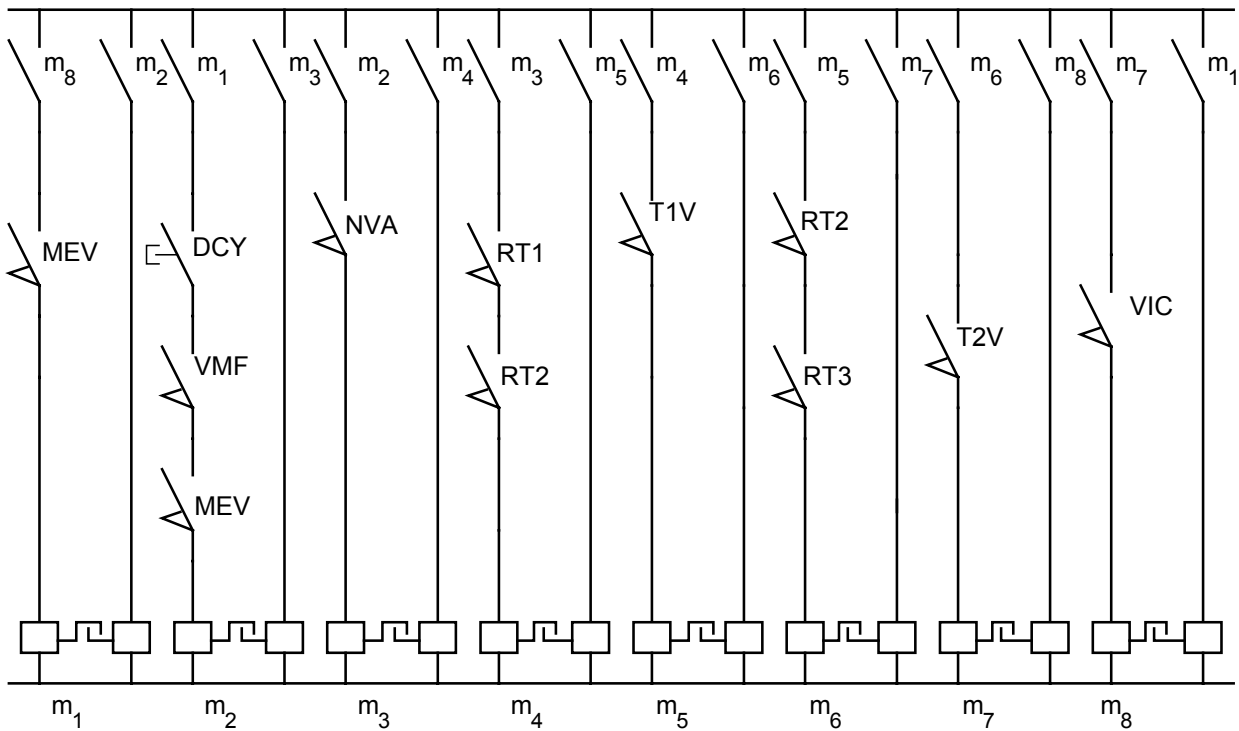 m8 m2 m1 m3 m2 m4 m3 m5 m4 m6 m5 m7 m6 m8 m7 m1
NVA T1V RT2
MEV DCY RT1
VIC
VMF RT2 RT3 T2V
MEV
m1 m2 m3 m4 m5 m6 m7 m8